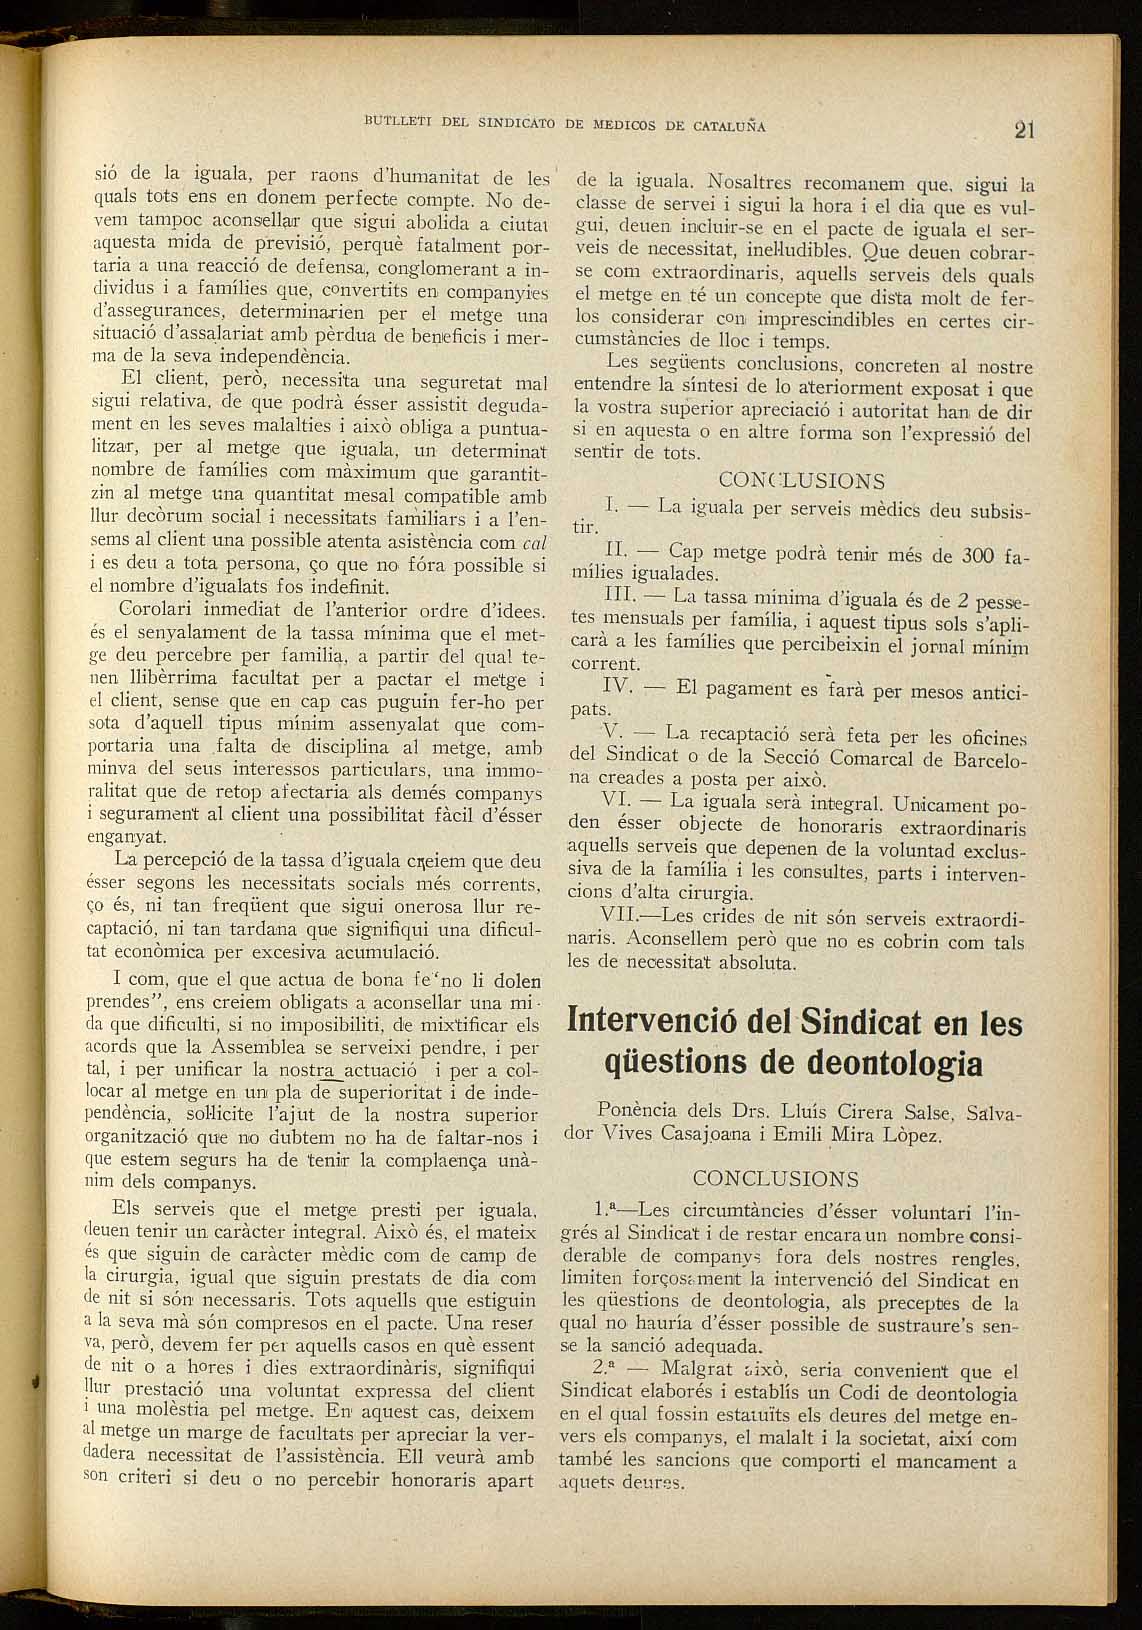 BUTLLETI DEL SINDICATO DE MEDICOS DE CATALUÑA
21
sió de la iguala, per raons d'humanitat de les
quals tots ens en donem perfecte compte. No de-
vem tampoc aconsellar que sigui abolida a ciutat
aquesta mida de previsió, perquè fatalment por-
taria a una reacció de defensa, conglomerant a in-
dividus i a famílies que, convertits en companyies
d'assegurances, determinarien per el metge una
situació d'assalariat amb pèrdua de beneficis i mer-
ma de la seva independència.
El client, però, necessita una seguretat mal
sigui relativa, de que podrà ésser assistit deguda-
ment en les seves malalties i això obliga a puntua-
litzar, per al metge que iguala, un determinat
nombre de famílies com màximum que garantit-
zin al metge una quantitat mesal compatible amb
llur decòrum social i necessitats familiars i a l'en-
sems al client una possible atenta asistència com cal
i es deu a tota persona, ço que no fóra possible si
el nombre d'igualats fos indefinit.
Corolari inmediat de l'anterior ordre d'idees.
és el senyalament de la tassa mínima que el met-
ge deu percebre per familia, a partir del qual te-
nen llibèrrima facultat per a pactar el metge i
el client, sense que en cap cas puguin fer-ho per
sota d'aquell tipus mínim assenyalat que com-
portaria una falta de disciplina al metge, amb
minva del seus interessos particulars, una immo-
ralitat que de retop afectaria als demés companys
i segurament al client una possibilitat fàcil d'ésser
enganyat.
La percepció de la tassa d'iguala creiem que deu
ésser segons les necessitats socials més corrents,
ço és, ni tan freqüent que sigui onerosa llur re-
captació, ni tan tardana que signifiqui una dificul-
tat econòmica per excesiva acumulació.
I com, que el que actua de bona fe "no li dolen
prendes", ens creiem obligats a aconsellar una mi-
da que dificulti, si no imposibiliti, de mixtificar els
acords que la Assemblea se serveixi pendre, i per
tal, i per unificar la nostra actuació i per a col-
locar al metge en un pla de superioritat i de inde-
pendència, sol·licite l'ajut de la nostra superior
organització que no dubtem no ha de faltar-nos i
que estem segurs ha de tenir la complaença unà-
nim dels companys.
Els serveis que el metge presti per iguala,
deuen tenir un caràcter integral. Això és, el mateix
és que siguin de caràcter mèdic com de camp de
la cirurgia, igual que siguin prestats de dia com
de nit si són necessaris. Tots aquells que estiguin
a la seva mà són compresos en el pacte. Una reser
va, però, devem fer per aquells casos en què essent
de nit o a hores i dies extraordinàris, signifiqui
llur prestació una voluntat expressa del client
i una molèstia pel metge. En aquest cas, deixem
al metge un marge de facultats per apreciar la ver-
dadera necessitat de l'assistència. Ell veurà amb
son criteri si deu o no percebir honoraris apart
de la iguala. Nosaltres recomanem que, sigui la
classe de servei i sigui la hora i el dia que es vul-
gui, deuen incluir-se en el pacte de iguala el ser-
veis de necessitat, inel·ludibles. Que deuen cobrar-
se com extraordinaris, aquells serveis dels quals
el metge en té un concepte que dista molt de fer-
los considerar com imprescindibles en certes cir-
cumstàncies de lloc i temps.
Les següents conclusions, concreten al nostre
entendre la síntesi de lo ateriorment exposat i que
la vostra superior apreciació i autoritat han de dir
si en aquesta o en altre forma son l'expressió del
sentir de tots.
CONCLUSIONS
I. — La iguala per serveis mèdics deu subsis-
tir.
II. — Cap metge podrà tenir més de 300 fa-
mílies igualades.
III. — La tassa mínima d'iguala és de 2 pesse-
tes mensuals per família, i aquest tipus sols s'apli-
carà a les famílies que percibeixin el jornal mínim
corrent.
IV. — El pagament es farà per mesos antici-
pats.
V. — La recaptació serà feta per les oficines
del Sindicat o de la Secció Comarcal de Barcelo-
na creades a posta per això.
VI. — La iguala serà integral. Unicament po-
den ésser objecte de honoraris extraordinaris
aquells serveis que depenen de la voluntad exclus-
siva de la família i les consultes, parts i interven-
cions d'alta cirurgia.
VII.—Les crides de nit són serveis extraordi-
naris. Aconsellem però que no es cobrin com tals
les de necessitat absoluta.
Intervenció del Sindicat en les
qüestions de deontologia
Ponència dels Drs. Lluís Cirera Salse, Salva-
dor Vives Casajoana i Emili Mira Lòpez.
CONCLUSIONS
1.ª—Les circumtàncies d'ésser voluntari l'in-
grés al Sindicat i de restar encara un nombre consi-
derable de companys fora dels nostres rengles,
limiten forçosament la intervenció del Sindicat en
les qüestions de deontologia, als preceptes de la
qual no hauría d'ésser possible de sustraure's sen-
se la sanció adequada.
2.ª — Malgrat això, seria convenient que el
Sindicat elaborés i establís un Codi de deontologia
en el qual fossin estatuïts els deures del metge en-
vers els companys, el malalt i la societat, així com
també les sancions que comporti el mancament a
aquets deures.